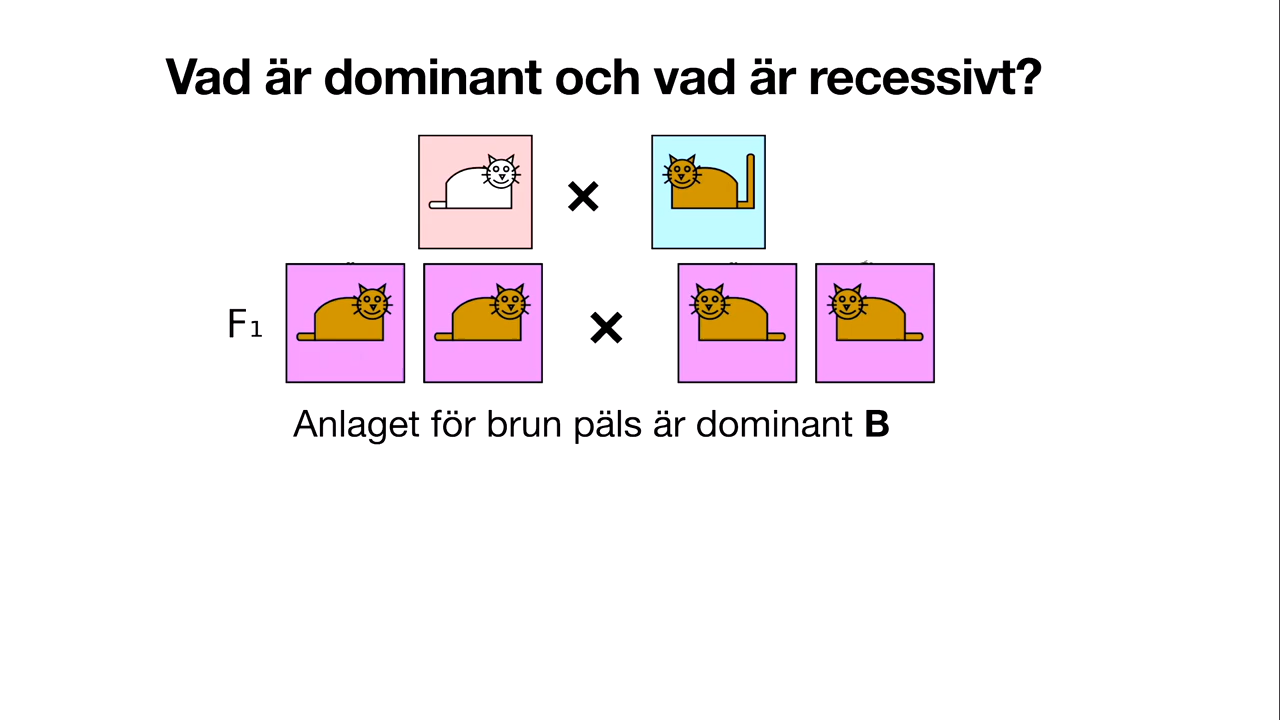 Vad är dominant och vad är recessivt?
×
F₁ ×
Anlaget för brun päls är dominant B